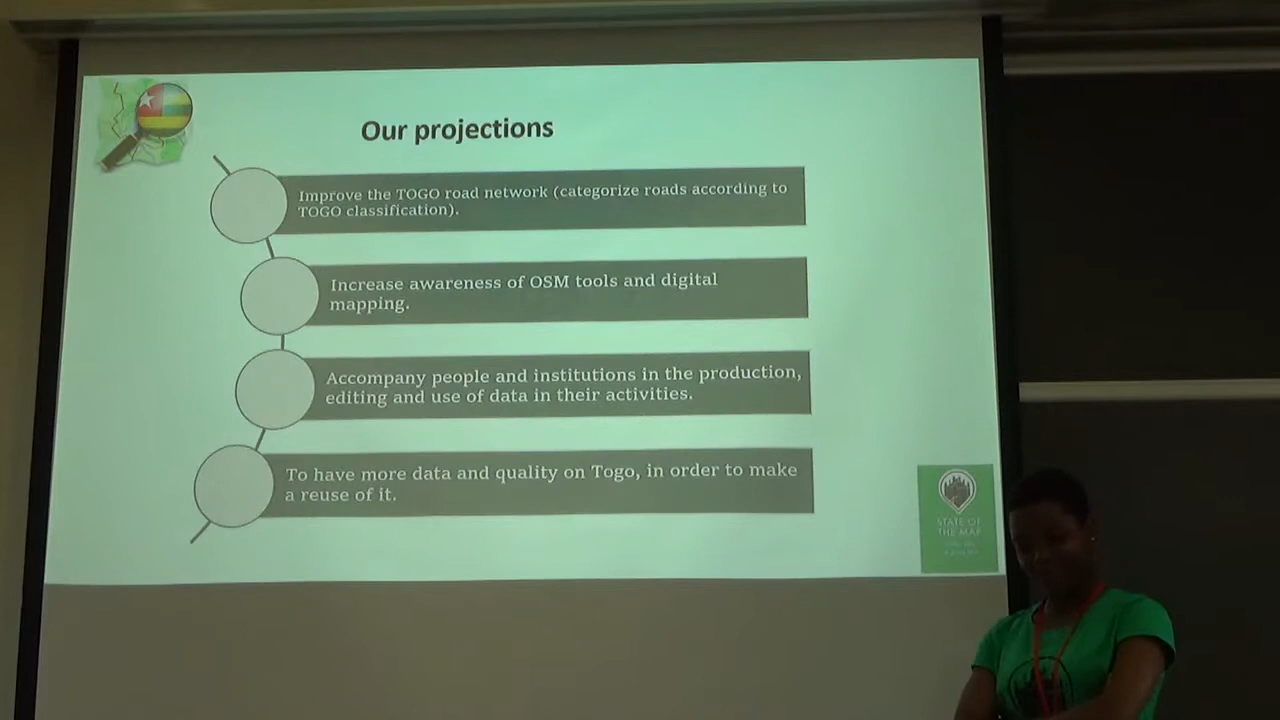 Our projections
Improve the TOGO road network (categorize roads according to
TOGO classification).
Increase awareness of OSM tools and digital
mapping.
Accompany people and institutions in the production,
editing and use of data in their activities.
To have more data and quality on Togo, in order to make
a reuse of it.
STATE OF
THE MAP